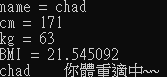 name = chad
cm = 171
kg = 63
BMI = 21.545092
chad    你體重適中~~